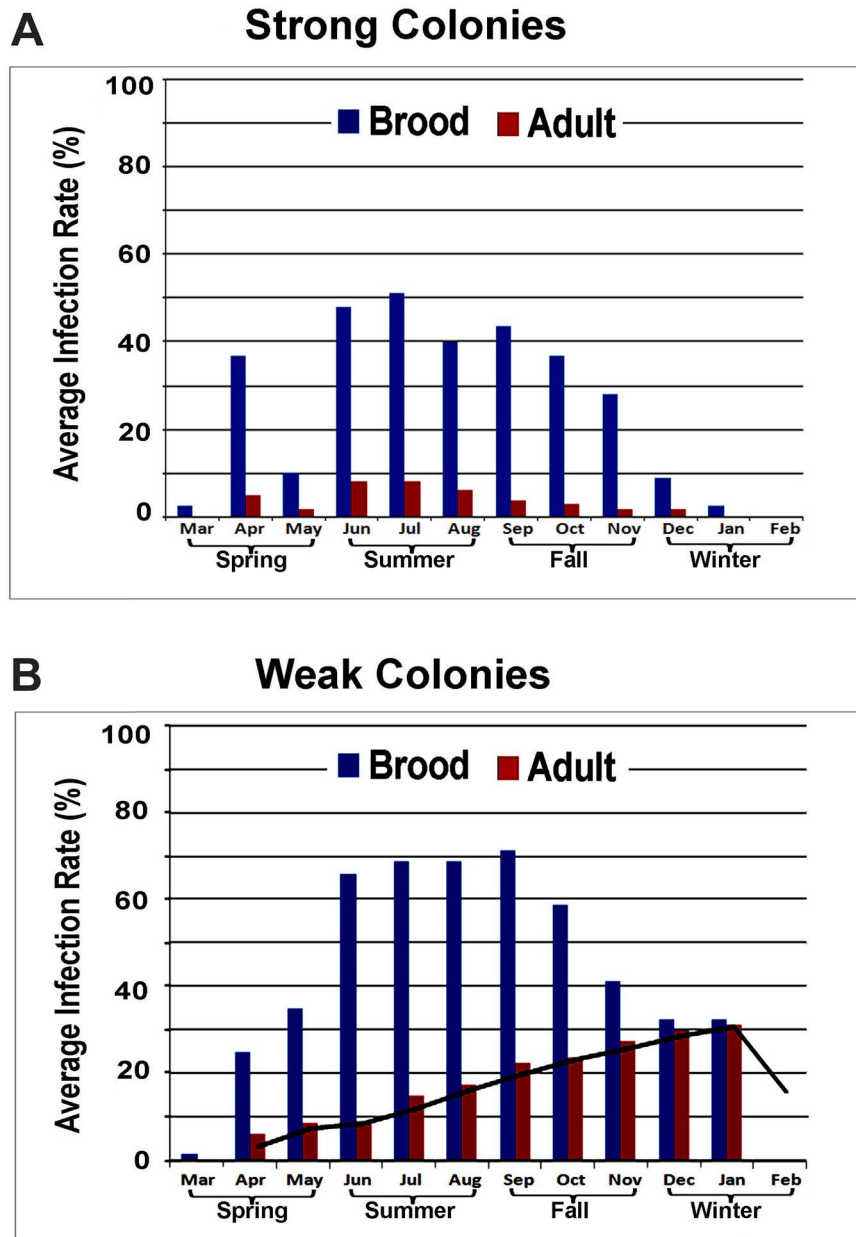 A
Strong Colonies
Average Infection Rate (%)
100
Brood Adult
80
60
40
20
0
Mar Apr May Jun Jul Aug Sep Oct Nov Dec Jan Feb
Spring Summer Fall Winter
B
Weak Colonies
Average Infection Rate (%)
100
Brood Adult
80
60
40
20
0
Mar Apr May Jun Jul Aug Sep Oct Nov Dec Jan Feb
Spring Summer Fall Winter